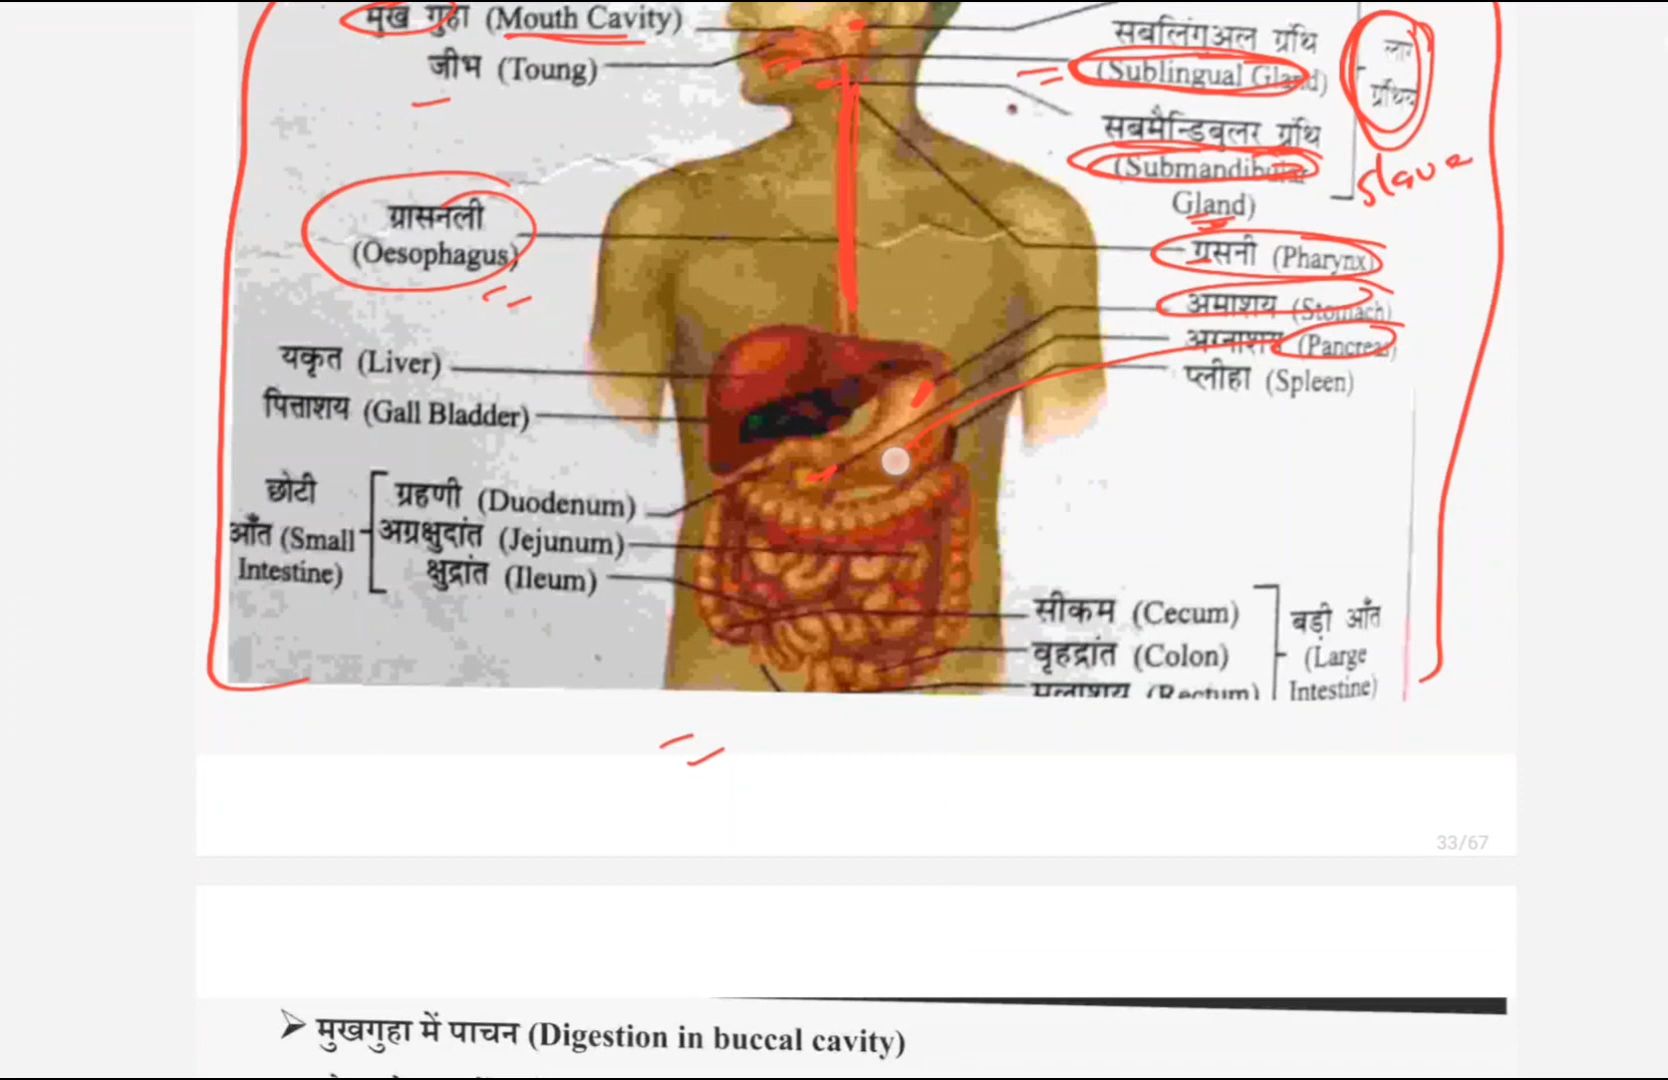 मुख गुहा (Mouth Cavity)
जीभ (Toung)
सबलिंगुअल ग्रंथि
(Sublingual Gland)
सबमैन्डिबुलर ग्रंथि
(Submandibular
Gland)
ग्रंथि
ग्रासनली
(Oesophagus)
ग्रसनी (Pharynx)
अमाशय (Stomach)
अग्नाशय (Pancreas)
प्लीहा (Spleen)
यकृत (Liver)
पित्ताशय (Gall Bladder)
छोटी
आँत (Small
Intestine)
ग्रहणी (Duodenum)
अग्रक्षुदांत (Jejunum)
क्षुद्रांत (Ileum)
सीकम (Cecum)
वृहद्रांत (Colon)
मलाशय (Rectum)
बड़ी आँत
(Large
Intestine)
33/67
➤ मुखगुहा में पाचन (Digestion in buccal cavity)